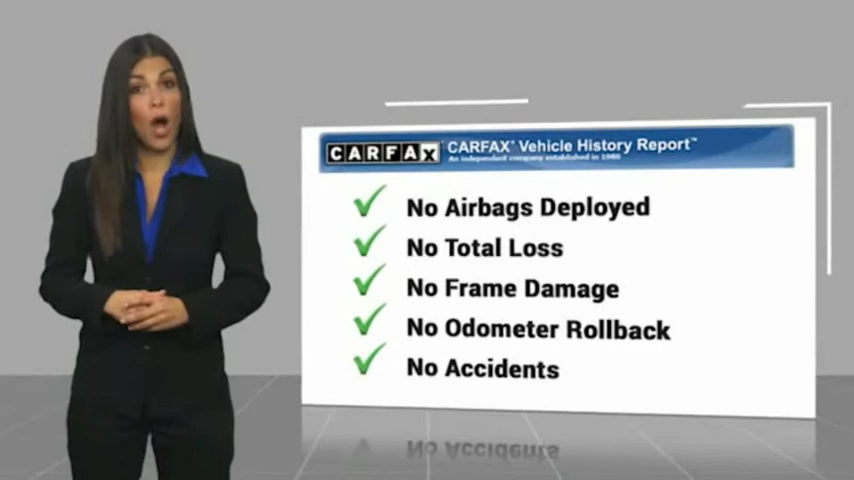 CARFAX
CARFAX® Vehicle History Report™
An independent company established in 1986
No Airbags Deployed
No Total Loss
No Frame Damage
No Odometer Rollback
No Accidents
No Accidents